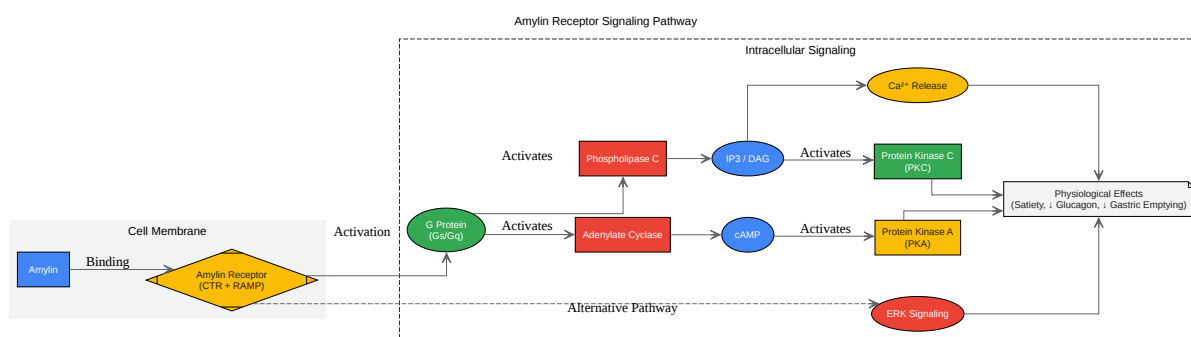 Amylin Receptor Signaling Pathway
Intracellular Signaling
Ca²⁺ Release
Activates
Phospholipase C
IP3 / DAG
Activates
Protein Kinase C
(PKC)
Physiological Effects
(Satiety, ↓ Glucagon, ↓ Gastric Emptying)
Cell Membrane
Activation
G Protein
(Gs/Gq)
Activates
Adenylate Cyclase
cAMP
Activates
Protein Kinase A
(PKA)
Amylin
Binding
Amylin Receptor
(CTR + RAMP)
Alternative Pathway
ERK Signaling